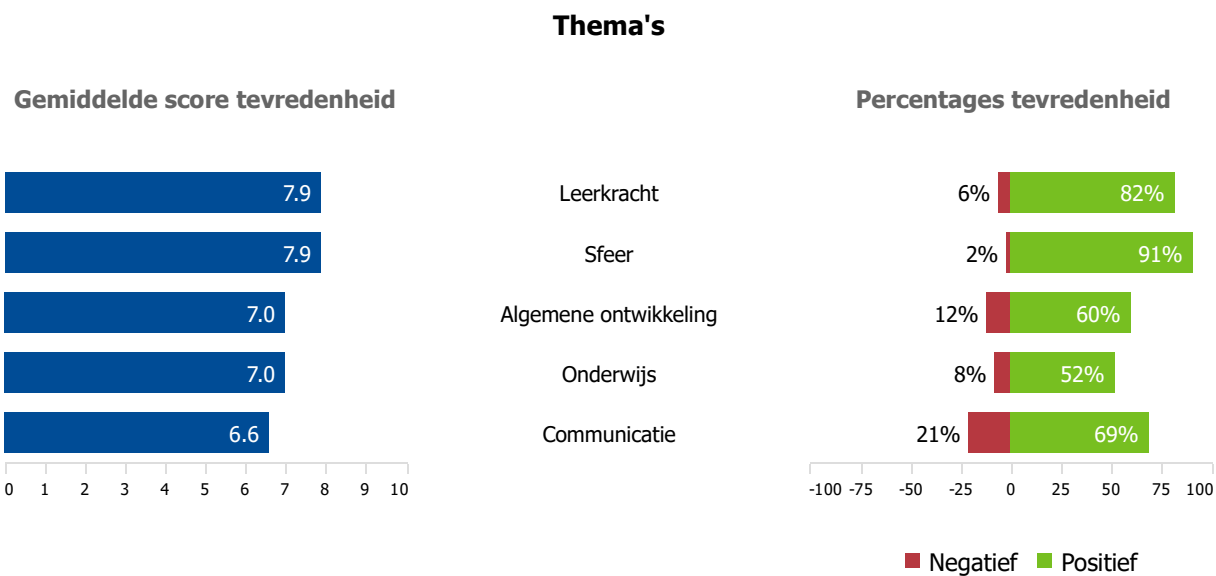 Thema's
Gemiddelde score tevredenheid Percentages tevredenheid
7.9 Leerkracht 6% 82%
7.9 Sfeer 2% 91%
7.0 Algemene ontwikkeling 12% 60%
7.0 Onderwijs 8% 52%
6.6 Communicatie 21% 69%
0 1 2 3 4 5 6 7 8 9 10 -100 -75 -50 -25 0 25 50 75 100
Negatief Positief